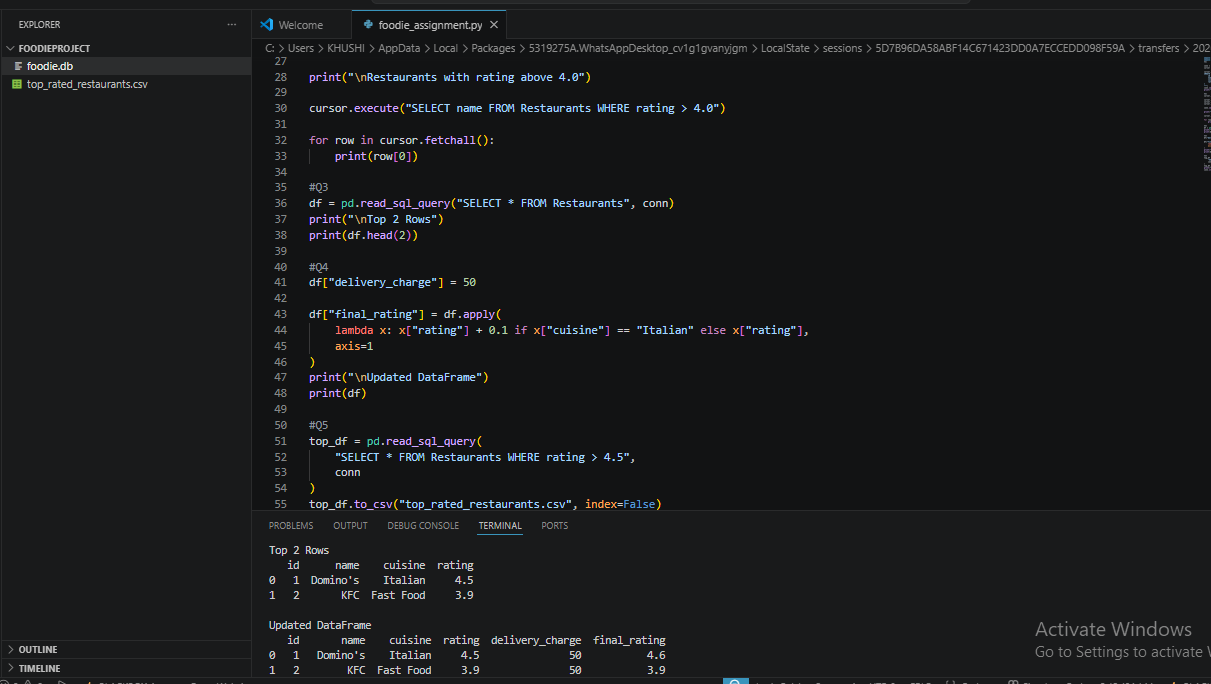 EXPLORER
FOODIEPROJECT
foodie.db
top_rated_restaurants.csv
OUTLINE
TIMELINE
Welcome
foodie_assignment.py
C: > Users > KHUSHI > AppData > Local > Packages > 5319275A.WhatsAppDesktop_cv1g1gvanyjgm > LocalState > sessions > 5D7B96DA58ABF14C671423DD0A7ECCEDD098F59A > transfers > 202
27
28 print("\nRestaurants with rating above 4.0")
29
30 cursor.execute("SELECT name FROM Restaurants WHERE rating > 4.0")
31
32 for row in cursor.fetchall():
33     print(row[0])
34
35 #Q3
36 df = pd.read_sql_query("SELECT * FROM Restaurants", conn)
37 print("\nTop 2 Rows")
38 print(df.head(2))
39
40 #Q4
41 df["delivery_charge"] = 50
42
43 df["final_rating"] = df.apply(
44     lambda x: x["rating"] + 0.1 if x["cuisine"] == "Italian" else x["rating"],
45     axis=1
46 )
47 print("\nUpdated DataFrame")
48 print(df)
49
50 #Q5
51 top_df = pd.read_sql_query(
52     "SELECT * FROM Restaurants WHERE rating > 4.5",
53     conn
54 )
55 top_df.to_csv("top_rated_restaurants.csv", index=False)
PROBLEMS OUTPUT DEBUG CONSOLE TERMINAL PORTS
Top 2 Rows
id name cuisine rating
0 1 Domino's Italian 4.5
1 2 KFC Fast Food 3.9
Updated DataFrame
id name cuisine rating delivery_charge final_rating
0 1 Domino's Italian 4.5 50 4.6
1 2 KFC Fast Food 3.9 50 3.9
Activate Windows
Go to Settings to activate W